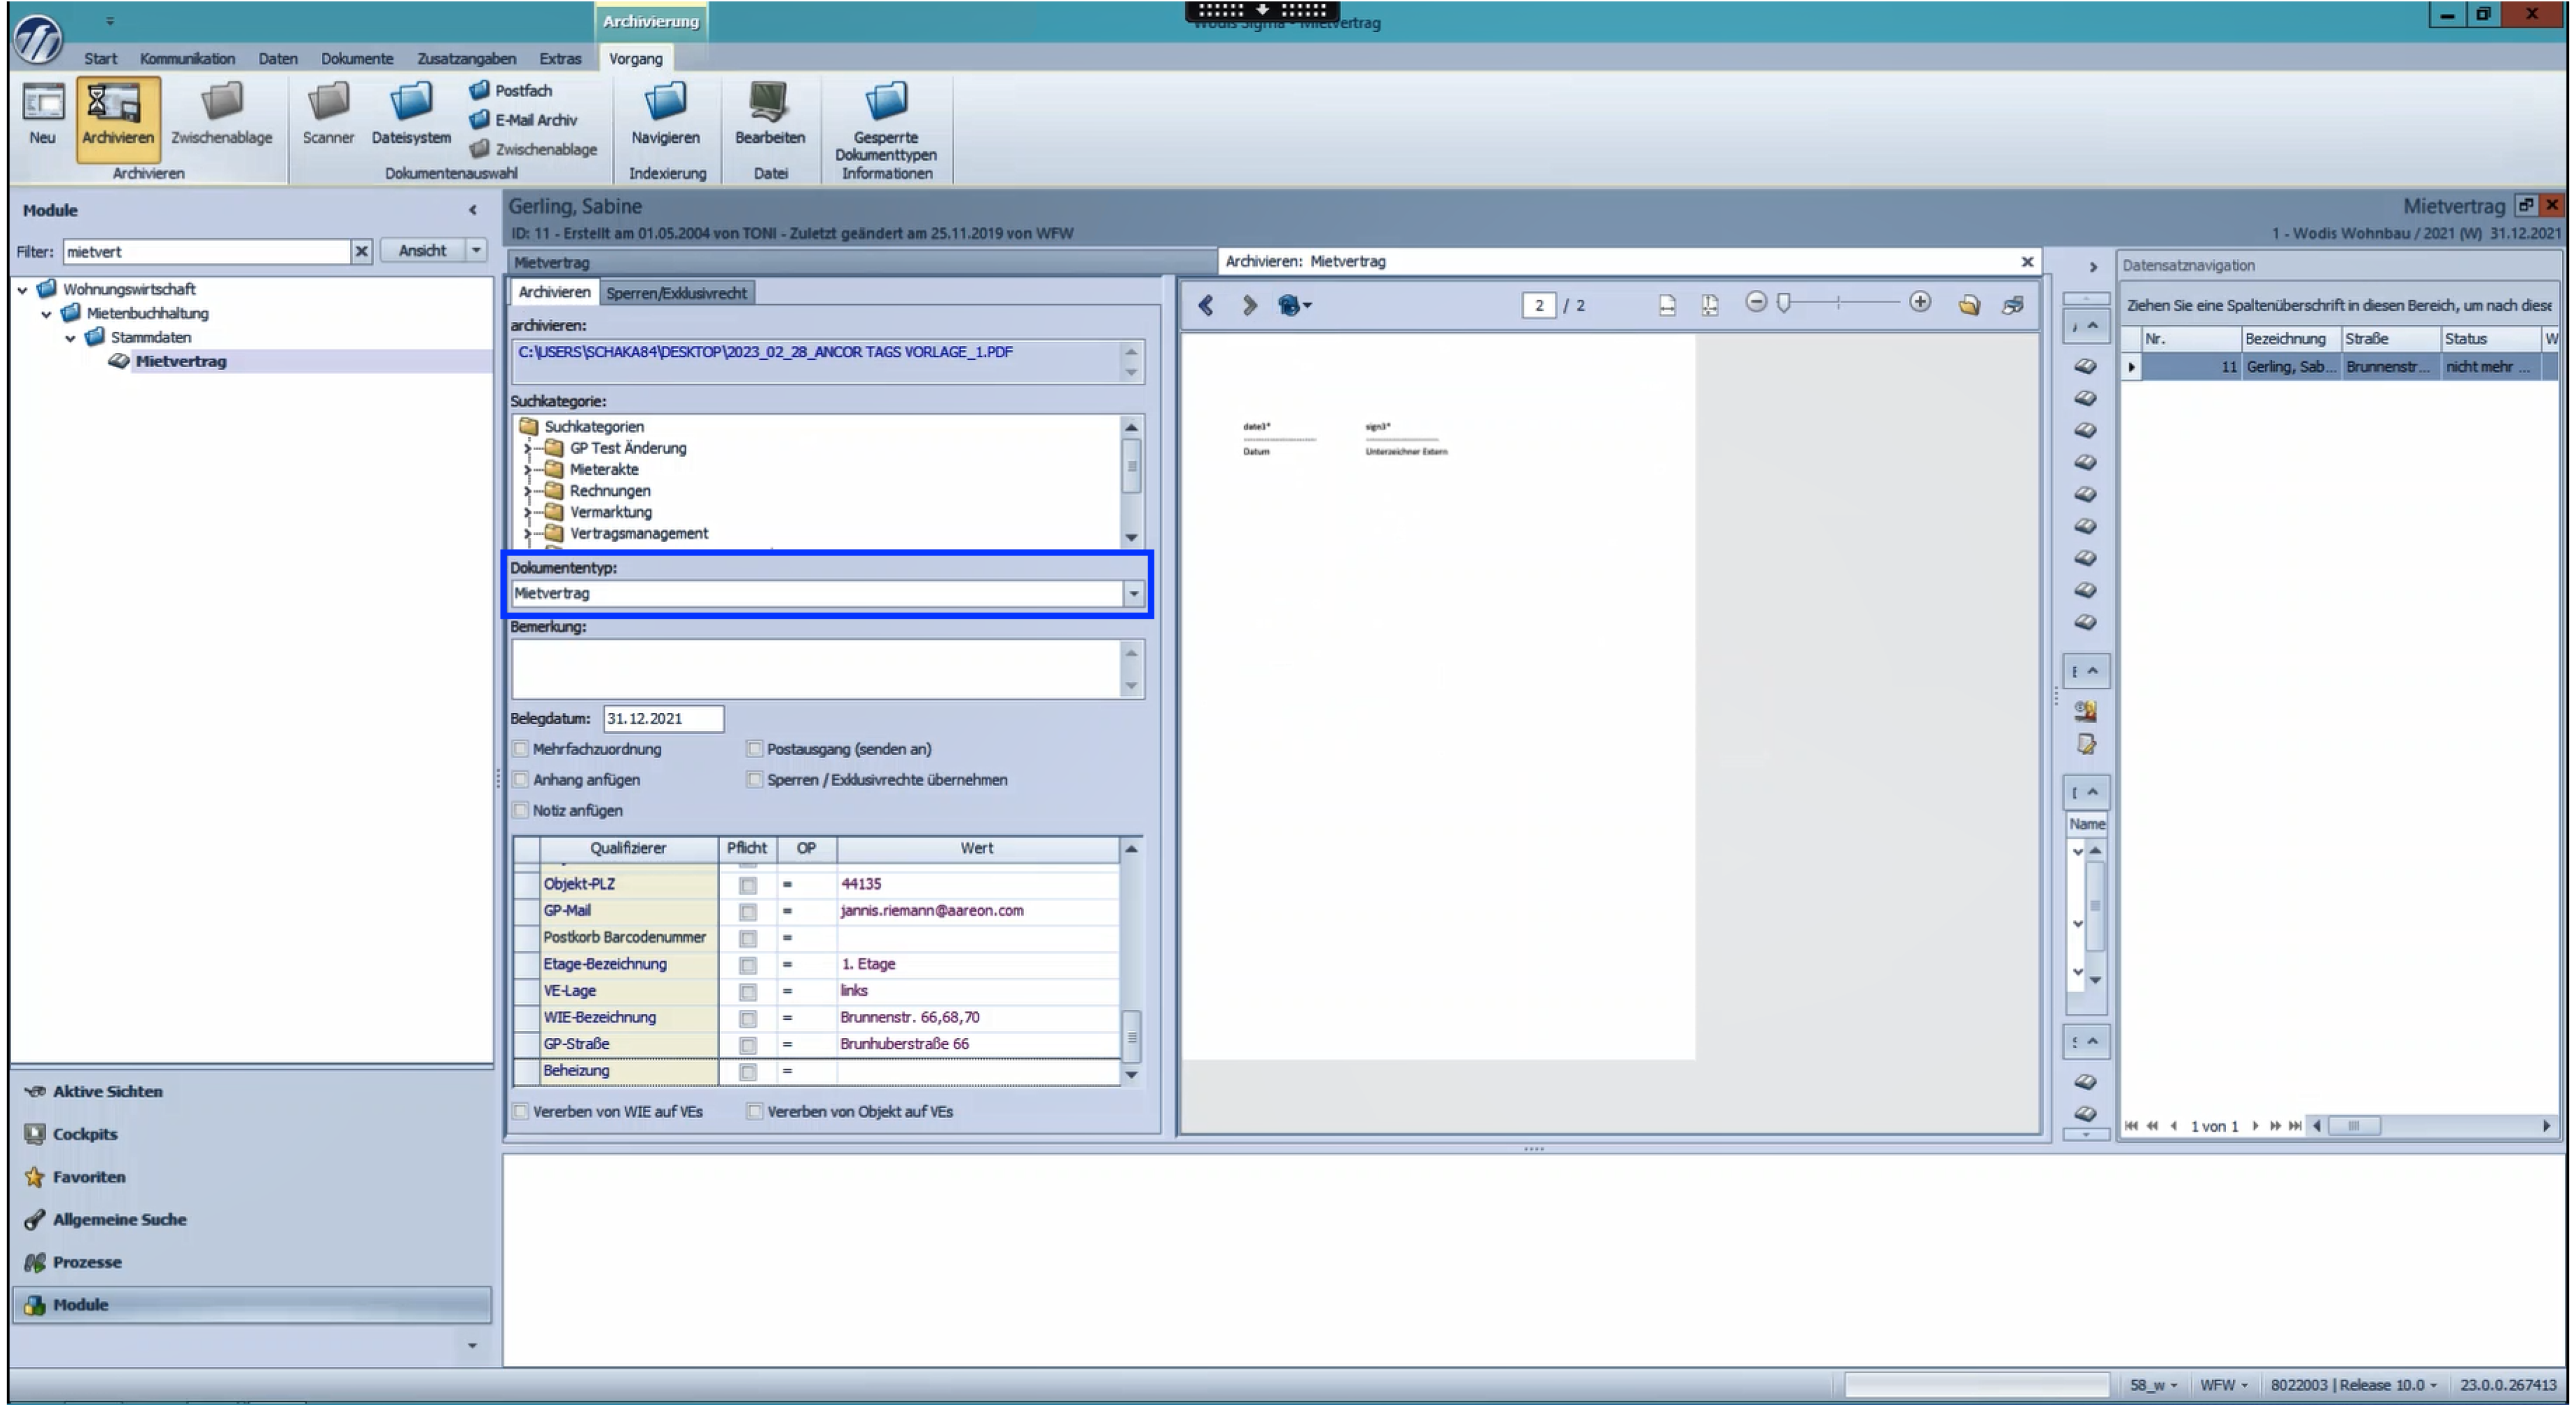 Archivierung
Wodis Sigma - Mietvertrag
Start Kommunikation Daten Dokumente Zusatzangaben Extras Vorgang
Postfach
E-Mail Archiv
Zwischenablage
Neu Archivieren Zwischenablage Scanner Dateisystem Navigieren Bearbeiten Gesperrte
Dokumenttypen
Archivieren Dokumentenauswahl Indexierung Datei Informationen
Module
Filter: mietvert Ansicht
Wohnungswirtschaft
Mietenbuchhaltung
Stammdaten
Mietvertrag
Aktive Sichten
Cockpits
Favoriten
Allgemeine Suche
Prozesse
Module
Gerling, Sabine
Mietvertrag
ID: 11 - Erstellt am 01.05.2004 von TONI - Zuletzt geändert am 25.11.2019 von WFW
1 - Wodis Wohnbau / 2021 (W) 31.12.2021
Mietvertrag
Archivieren: Mietvertrag
Archivieren Sperren/Exklusivrecht
archivieren:
C:\USERS\SCHAKA84\DESKTOP\2023_02_28_ANCOR TAGS VORLAGE_1.PDF
Suchkategorie:
Suchkategorien
GP Test Änderung
Mieterakte
Rechnungen
Vermarktung
Vertragsmanagement
Dokumententyp:
Mietvertrag
Bemerkung:
Belegdatum: 31.12.2021
Mehrfachzuordnung Postausgang (senden an)
Anhang anfügen Sperren / Exklusivrechte übernehmen
Notiz anfügen
Qualifizierer Pflicht OP Wert
Objekt-PLZ = 44135
GP-Mail = jannis.riemann@aareon.com
Postkorb Barcodenummer =
Etage-Bezeichnung = 1. Etage
VE-Lage = links
WIE-Bezeichnung = Brunnenstr. 66,68,70
GP-Straße = Brunhuberstraße 66
Beheizung =
Vererben von WIE auf VEs Vererben von Objekt auf VEs
2 / 2
date3* sign3*
Datum Unterzeichner Extern
Name
Datensatznavigation
Ziehen Sie eine Spaltenüberschrift in diesen Bereich, um nach diese
Nr. Bezeichnung Straße Status W
11 Gerling, Sab... Brunnenstr... nicht mehr ...
1 von 1
58_w WFW 8022003 | Release 10.0 23.0.0.267413